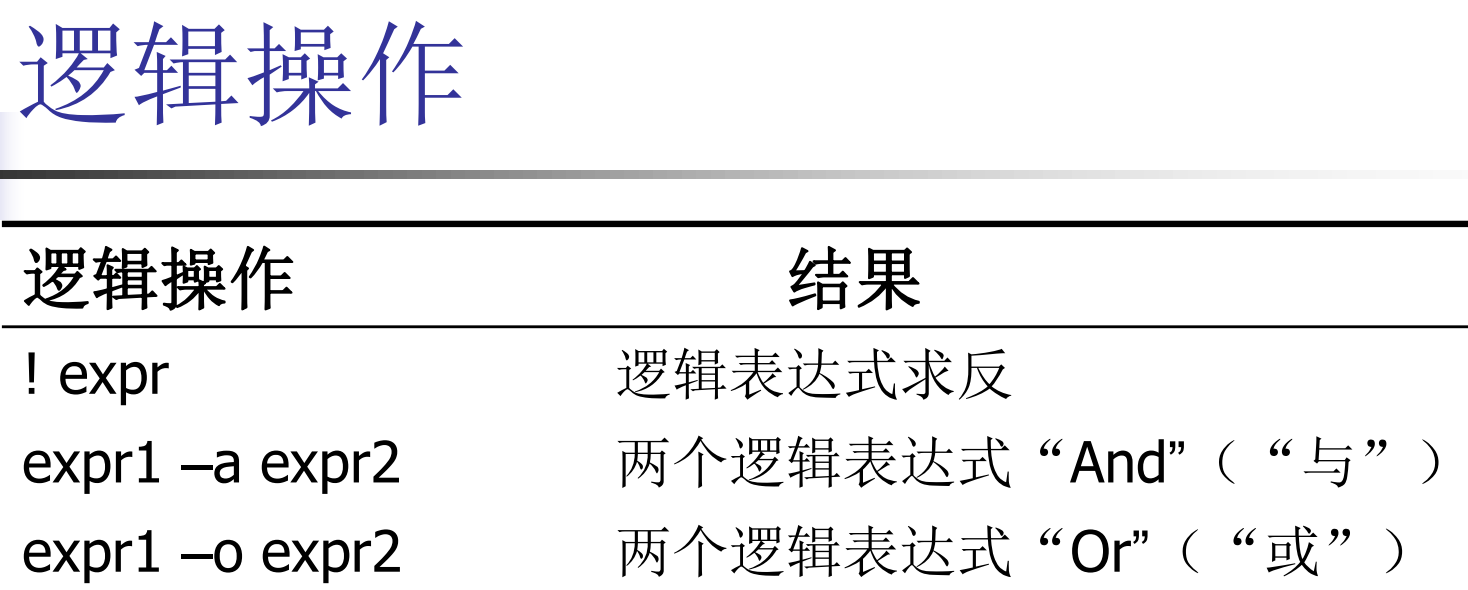 逻辑操作
逻辑操作 结果
! expr 逻辑表达式求反
expr1 –a expr2 两个逻辑表达式“And”（“与”）
expr1 –o expr2 两个逻辑表达式“Or”（“或”）